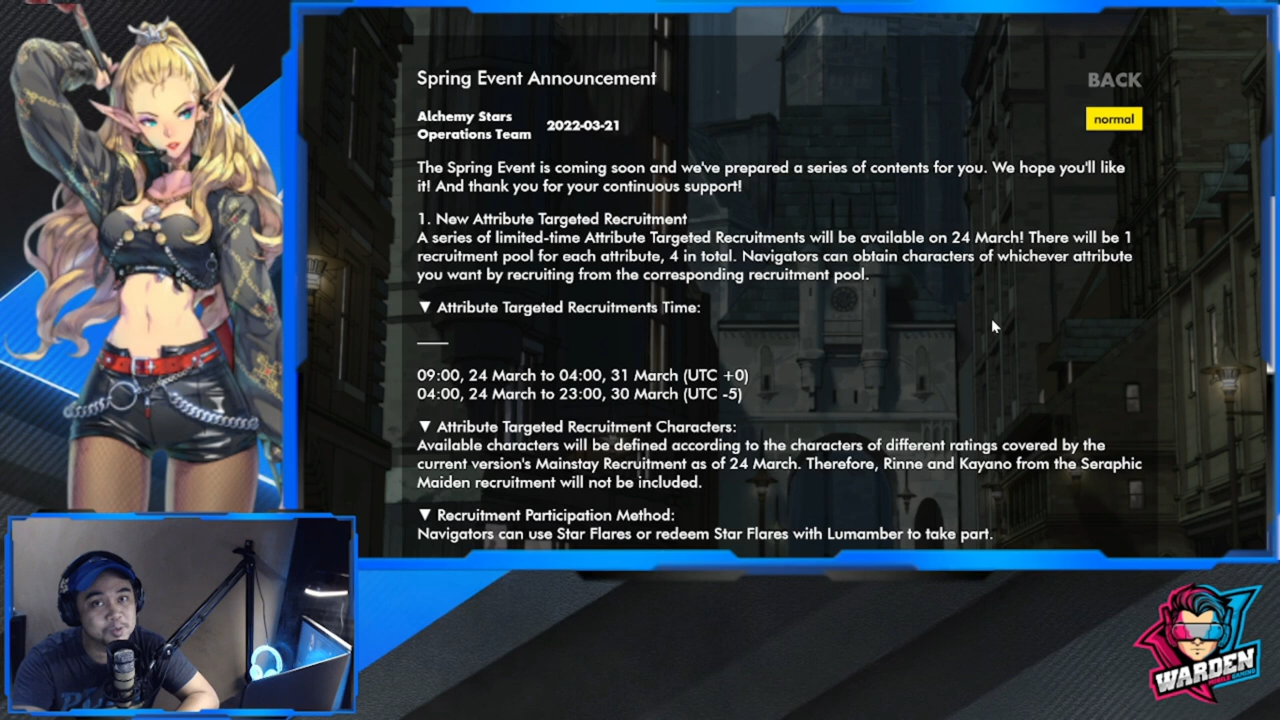 Spring Event Announcement
BACK
Alchemy Stars
Operations Team
2022-03-21
normal
The Spring Event is coming soon and we've prepared a series of contents for you. We hope you'll like
it! And thank you for your continuous support!
1. New Attribute Targeted Recruitment
A series of limited-time Attribute Targeted Recruitments will be available on 24 March! There will be 1
recruitment pool for each attribute, 4 in total. Navigators can obtain characters of whichever attribute
you want by recruiting from the corresponding recruitment pool.
▼ Attribute Targeted Recruitments Time:
——
09:00, 24 March to 04:00, 31 March (UTC +0)
04:00, 24 March to 23:00, 30 March (UTC -5)
▼ Attribute Targeted Recruitment Characters:
Available characters will be defined according to the characters of different ratings covered by the
current version's Mainstay Recruitment as of 24 March. Therefore, Rinne and Kayano from the Seraphic
Maiden recruitment will not be included.
▼ Recruitment Participation Method:
Navigators can use Star Flares or redeem Star Flares with Lumamber to take part.
WARDEN
MOBILE GAMING